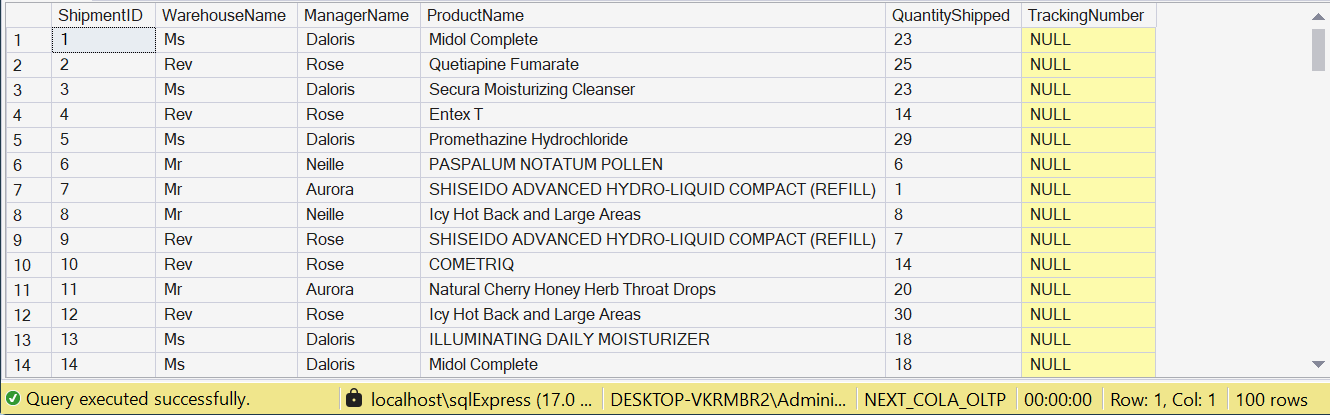 ShipmentID WarehouseName ManagerName ProductName QuantityShipped TrackingNumber
1 1 Ms Daloris Midol Complete 23 NULL
2 2 Rev Rose Quetiapine Fumarate 25 NULL
3 3 Ms Daloris Secura Moisturizing Cleanser 23 NULL
4 4 Rev Rose Entex T 14 NULL
5 5 Ms Daloris Promethazine Hydrochloride 29 NULL
6 6 Mr Neille PASPALUM NOTATUM POLLEN 6 NULL
7 7 Mr Aurora SHISEIDO ADVANCED HYDRO-LIQUID COMPACT (REFILL) 1 NULL
8 8 Mr Neille Icy Hot Back and Large Areas 8 NULL
9 9 Rev Rose SHISEIDO ADVANCED HYDRO-LIQUID COMPACT (REFILL) 7 NULL
10 10 Rev Rose COMETRIQ 14 NULL
11 11 Mr Aurora Natural Cherry Honey Herb Throat Drops 20 NULL
12 12 Rev Rose Icy Hot Back and Large Areas 30 NULL
13 13 Ms Daloris ILLUMINATING DAILY MOISTURIZER 18 NULL
14 14 Ms Daloris Midol Complete 18 NULL
Query executed successfully. localhost\sqlExpress (17.0 ... DESKTOP-VKRMBR2\Admini... NEXT_COLA_OLTP 00:00:00 Row: 1, Col: 1 100 rows